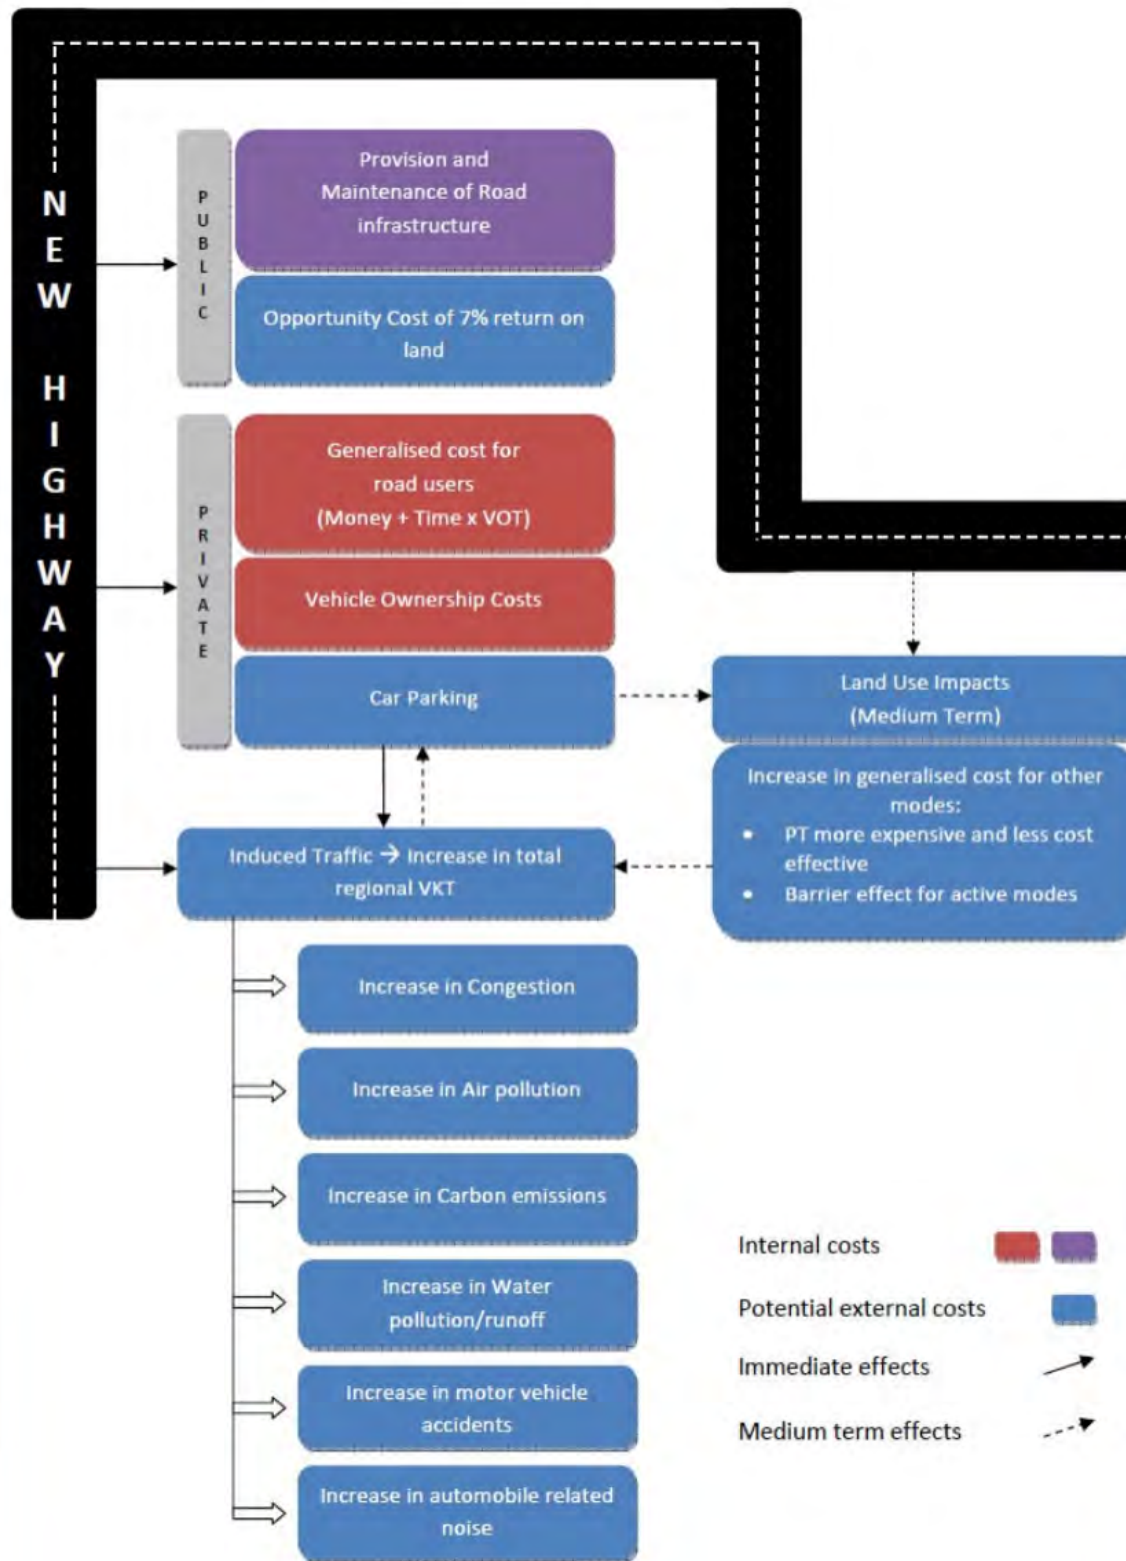 NEW HIGHWAY
PUBLIC
Provision and
Maintenance of Road
infrastructure
Opportunity Cost of 7% return on
land
PRIVATE
Generalised cost for
road users
(Money + Time x VOT)
Vehicle Ownership Costs
Car Parking
Land Use Impacts
(Medium Term)
Increase in generalised cost for other
modes:
• PT more expensive and less cost
effective
• Barrier effect for active modes
Induced Traffic → Increase in total
regional VKT
Increase in Congestion
Increase in Air pollution
Increase in Carbon emissions
Increase in Water
pollution/runoff
Increase in motor vehicle
accidents
Increase in automobile related
noise
Internal costs
Potential external costs
Immediate effects
Medium term effects